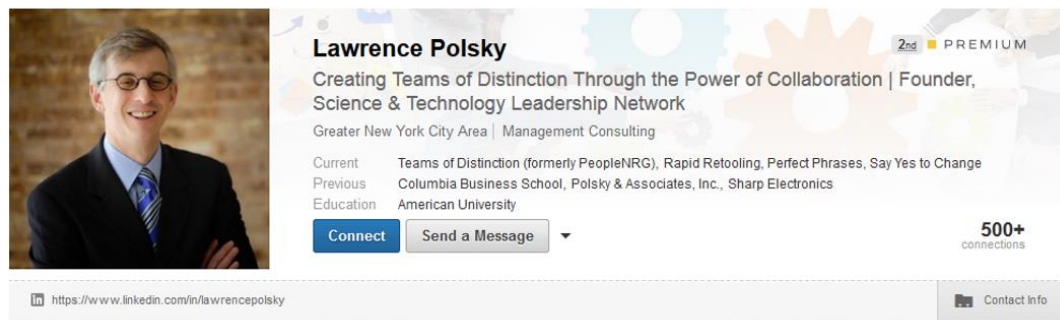 Lawrence Polsky
2nd PREMIUM
Creating Teams of Distinction Through the Power of Collaboration | Founder,
Science & Technology Leadership Network
Greater New York City Area | Management Consulting
Current Teams of Distinction (formerly PeopleNRG), Rapid Retooling, Perfect Phrases, Say Yes to Change
Previous Columbia Business School, Polsky & Associates, Inc., Sharp Electronics
Education American University
Connect Send a Message
500+
connections
in https://www.linkedin.com/in/lawrencepolsky
Contact Info